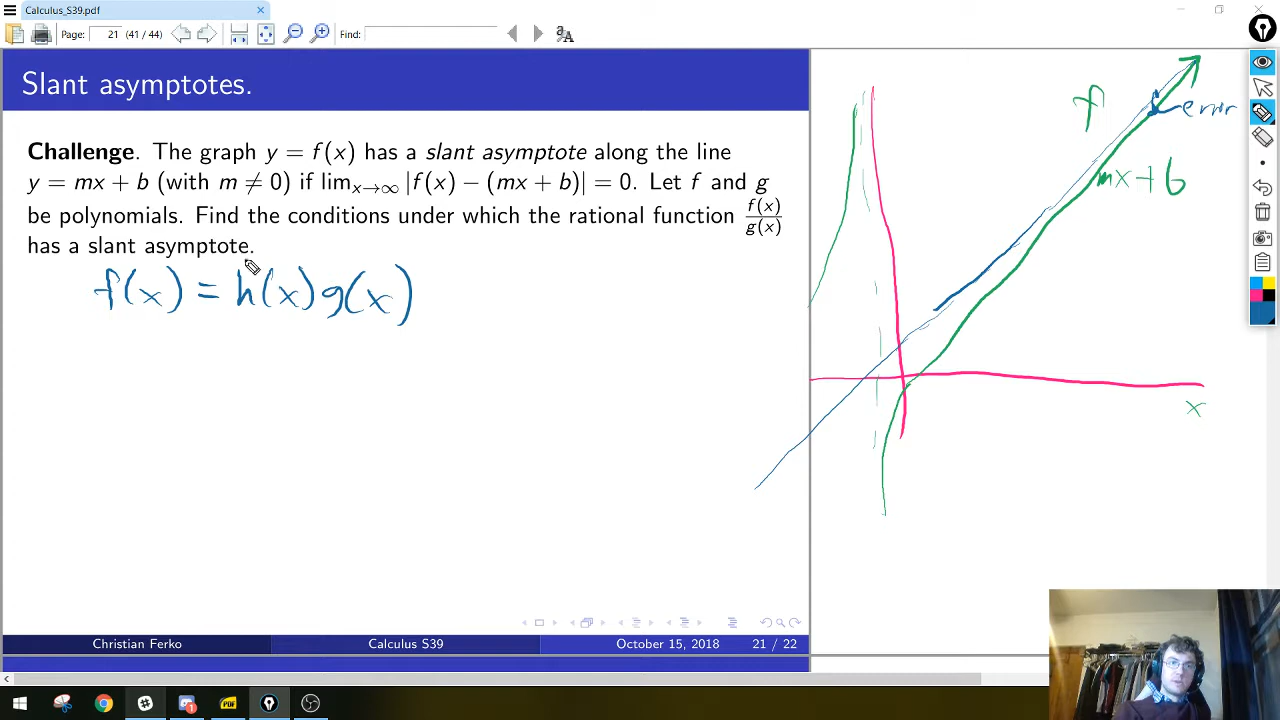 Calculus_S39.pdf
Page: 21 (41 / 44) Find:
Slant asymptotes.
Challenge. The graph y = f(x) has a slant asymptote along the line
y = mx + b (with m ≠ 0) if lim_{x→∞} |f(x) − (mx + b)| = 0. Let f and g
be polynomials. Find the conditions under which the rational function f(x)/g(x)
has a slant asymptote.
f(x) = h(x)g(x)
f
error
mx+b
x
Christian Ferko Calculus S39 October 15, 2018 21 / 22